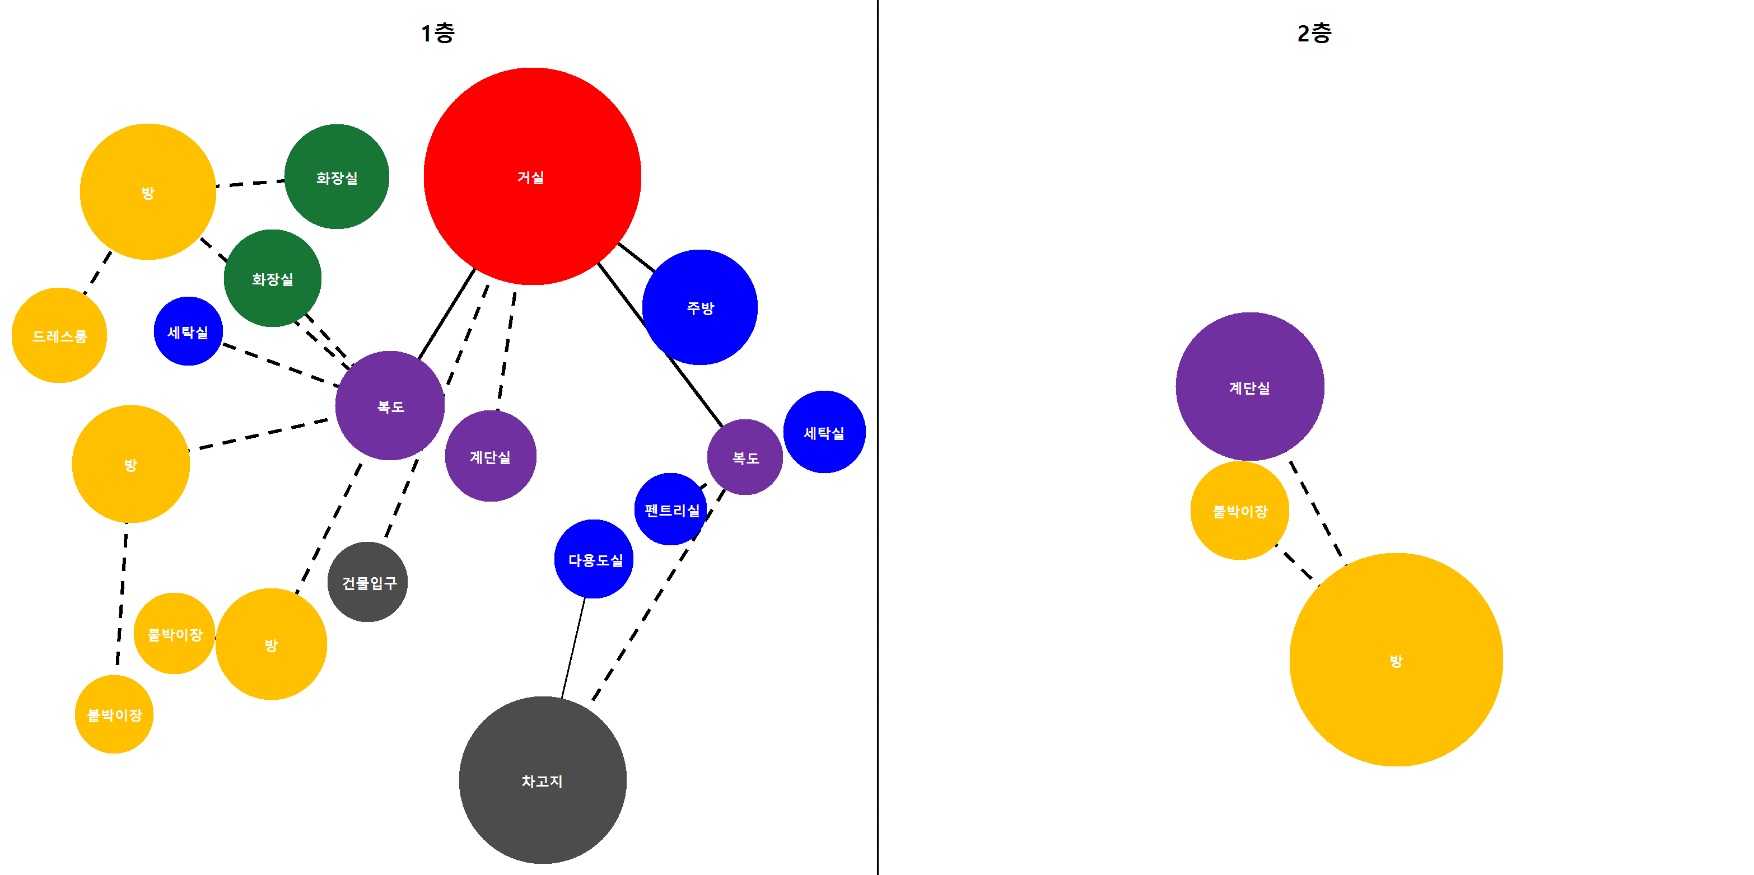 1층
거실
화장실
방
화장실
주방
세탁실
드레스룸
복도
세탁실
계단실
복도
방
펜트리실
다용도실
건물입구
붙박이장
방
붙박이장
차고지
2층
계단실
붙박이장
방